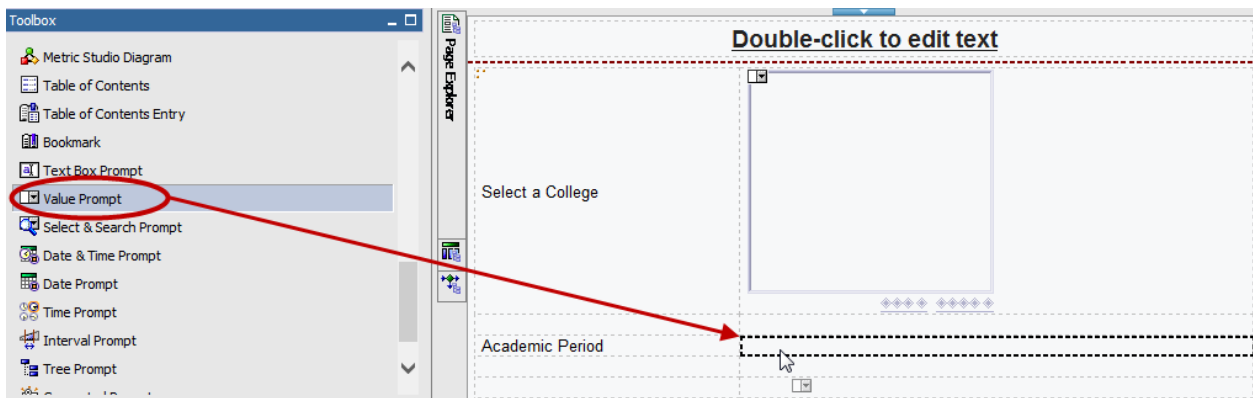 Toolbox
Metric Studio Diagram
Table of Contents
Table of Contents Entry
Bookmark
Text Box Prompt
Value Prompt
Select & Search Prompt
Date & Time Prompt
Date Prompt
Time Prompt
Interval Prompt
Tree Prompt
Page Explorer
Double-click to edit text
Select a College
Academic Period